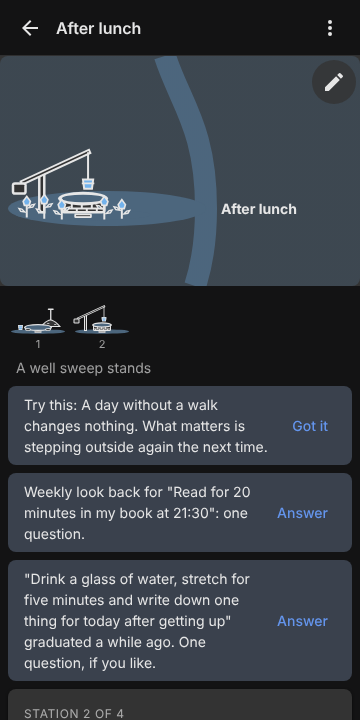 After lunch
After lunch
1
2
A well sweep stands
Try this: A day without a walk
changes nothing. What matters is
stepping outside again the next time.
Got it
Weekly look back for "Read for 20
minutes in my book at 21:30": one
question.
Answer
"Drink a glass of water, stretch for
five minutes and write down one
thing for today after getting up"
graduated a while ago. One
question, if you like.
Answer
STATION 2 OF 4